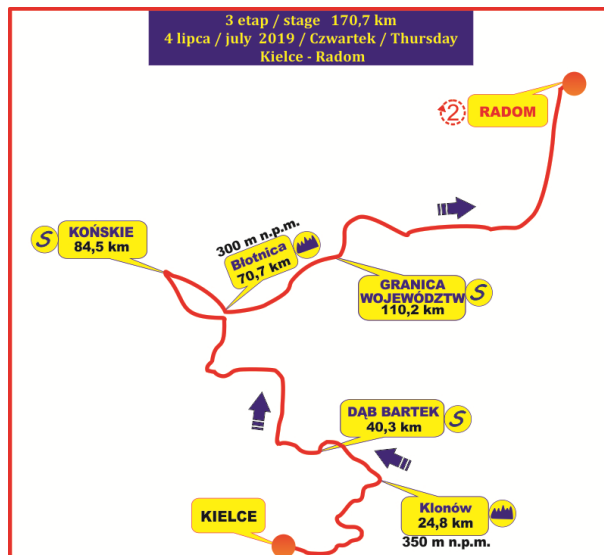 3 etap / stage 170,7 km
4 lipca / july 2019 / Czwartek / Thursday
Kielce - Radom
2
RADOM
S
KOŃSKIE
84,5 km
300 m n.p.m.
Błotnica
70,7 km
GRANICA
WOJEWÓDZTW
110,2 km
S
DĄB BARTEK
40,3 km
S
KIELCE
Klonów
24,8 km
350 m n.p.m.